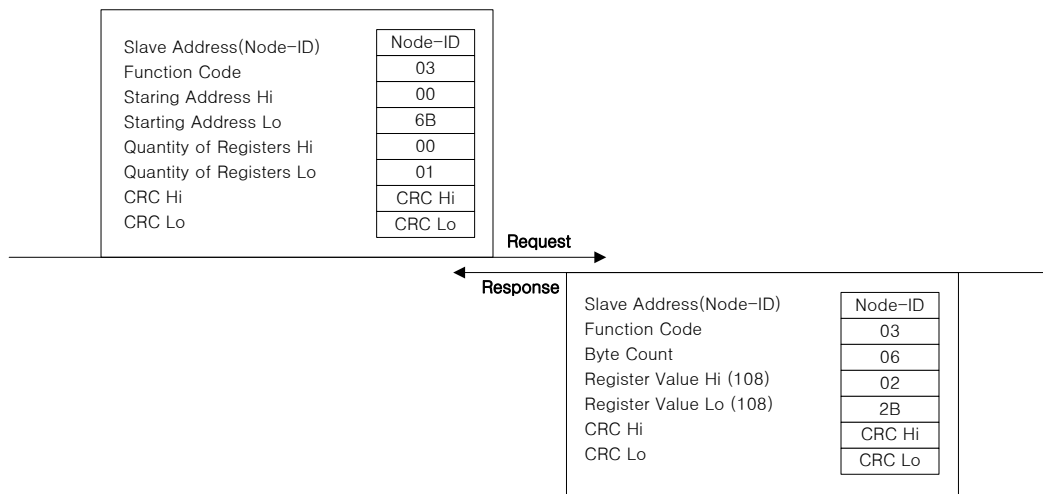 Slave Address(Node-ID) Node-ID
Function Code 03
Staring Address Hi 00
Starting Address Lo 6B
Quantity of Registers Hi 00
Quantity of Registers Lo 01
CRC Hi CRC Hi
CRC Lo CRC Lo
Request
Response
Slave Address(Node-ID) Node-ID
Function Code 03
Byte Count 06
Register Value Hi (108) 02
Register Value Lo (108) 2B
CRC Hi CRC Hi
CRC Lo CRC Lo